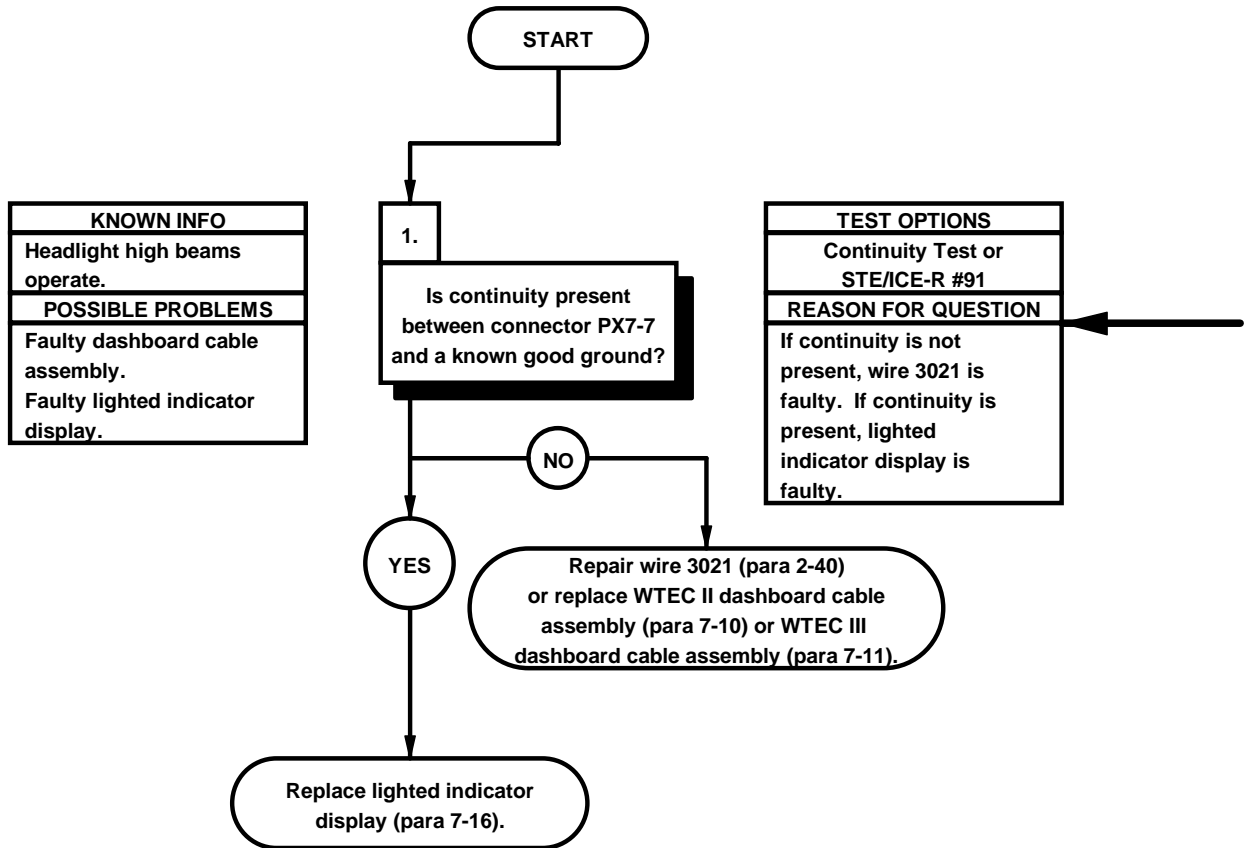 START
KNOWN INFO
Headlight high beams
operate.
POSSIBLE PROBLEMS
Faulty dashboard cable
assembly.
Faulty lighted indicator
display.
1.
Is continuity present
between connector PX7-7
and a known good ground?
TEST OPTIONS
Continuity Test or
STE/ICE-R #91
REASON FOR QUESTION
If continuity is not
present, wire 3021 is
faulty. If continuity is
present, lighted
indicator display is
faulty.
NO
YES
Repair wire 3021 (para 2-40)
or replace WTEC II dashboard cable
assembly (para 7-10) or WTEC III
dashboard cable assembly (para 7-11).
Replace lighted indicator
display (para 7-16).